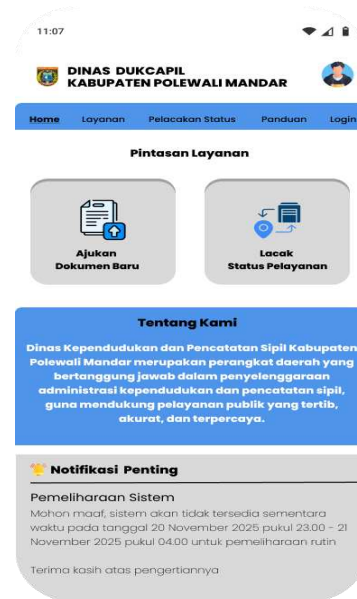 11:07
DINAS DUKCAPIL
KABUPATEN POLEWALI MANDAR
Home Layanan Pelacakan Status Panduan Login
Pintasan Layanan
Ajukan
Dokumen Baru
Lacak
Status Pelayanan
Tentang Kami
Dinas Kependudukan dan Pencatatan Sipil Kabupaten
Polewali Mandar merupakan perangkat daerah yang
bertanggung jawab dalam penyelenggaraan
administrasi kependudukan dan pencatatan sipil,
guna mendukung pelayanan publik yang tertib,
akurat, dan terpercaya.
Notifikasi Penting
Pemeliharaan Sistem
Mohon maaf, sistem akan tidak tersedia sementara
waktu pada tanggal 20 November 2025 pukul 23.00 - 21
November 2025 pukul 04.00 untuk pemeliharaan rutin
Terima kasih atas pengertiannya